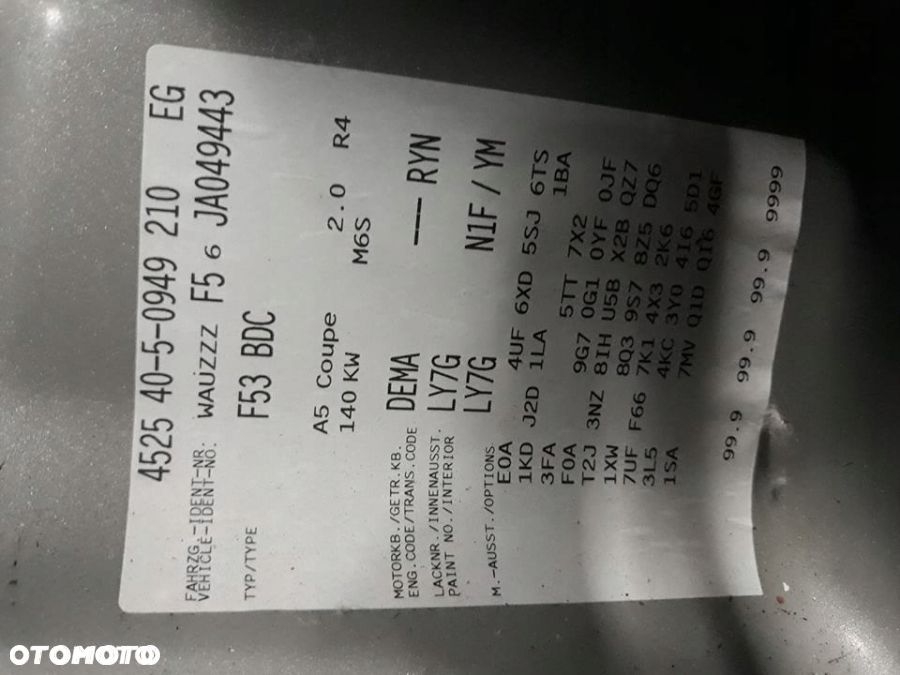 4525 40-5-0949 210 EG
FAHRZG.-IDENT-NR.
VEHICLE-IDENT-NO. WAUZZZ F5 6 JA049443
TYP/TYPE F53 BDC
A5 Coupe 2.0 R4
140 KW M6S
MOTORKB./GETR.KB.
ENG.CODE/TRANS.CODE DEMA --- RYN
LACKNR./INNENAUSST.
PAINT NO./INTERIOR LY7G
LY7G N1F / YM
M.-AUSST./OPTIONS
E0A 4UF 6XD 5SJ 6TS
1KD J2D 1LA 1BA
3FA 5TT 7X2
F0A 9G7 0G1 0YF 0JF
T2J 3NZ 8IH U5B X2B QZ7
1XW 8Q3 9S7 8Z5 DQ6
7UF F66 7K1 4X3 2K6
3L5 4KC 3Y0 4I6 5D1
1SA 7MV Q1D Q16 4GF
99.9 99.9 99.9 9999
OTOMOTO